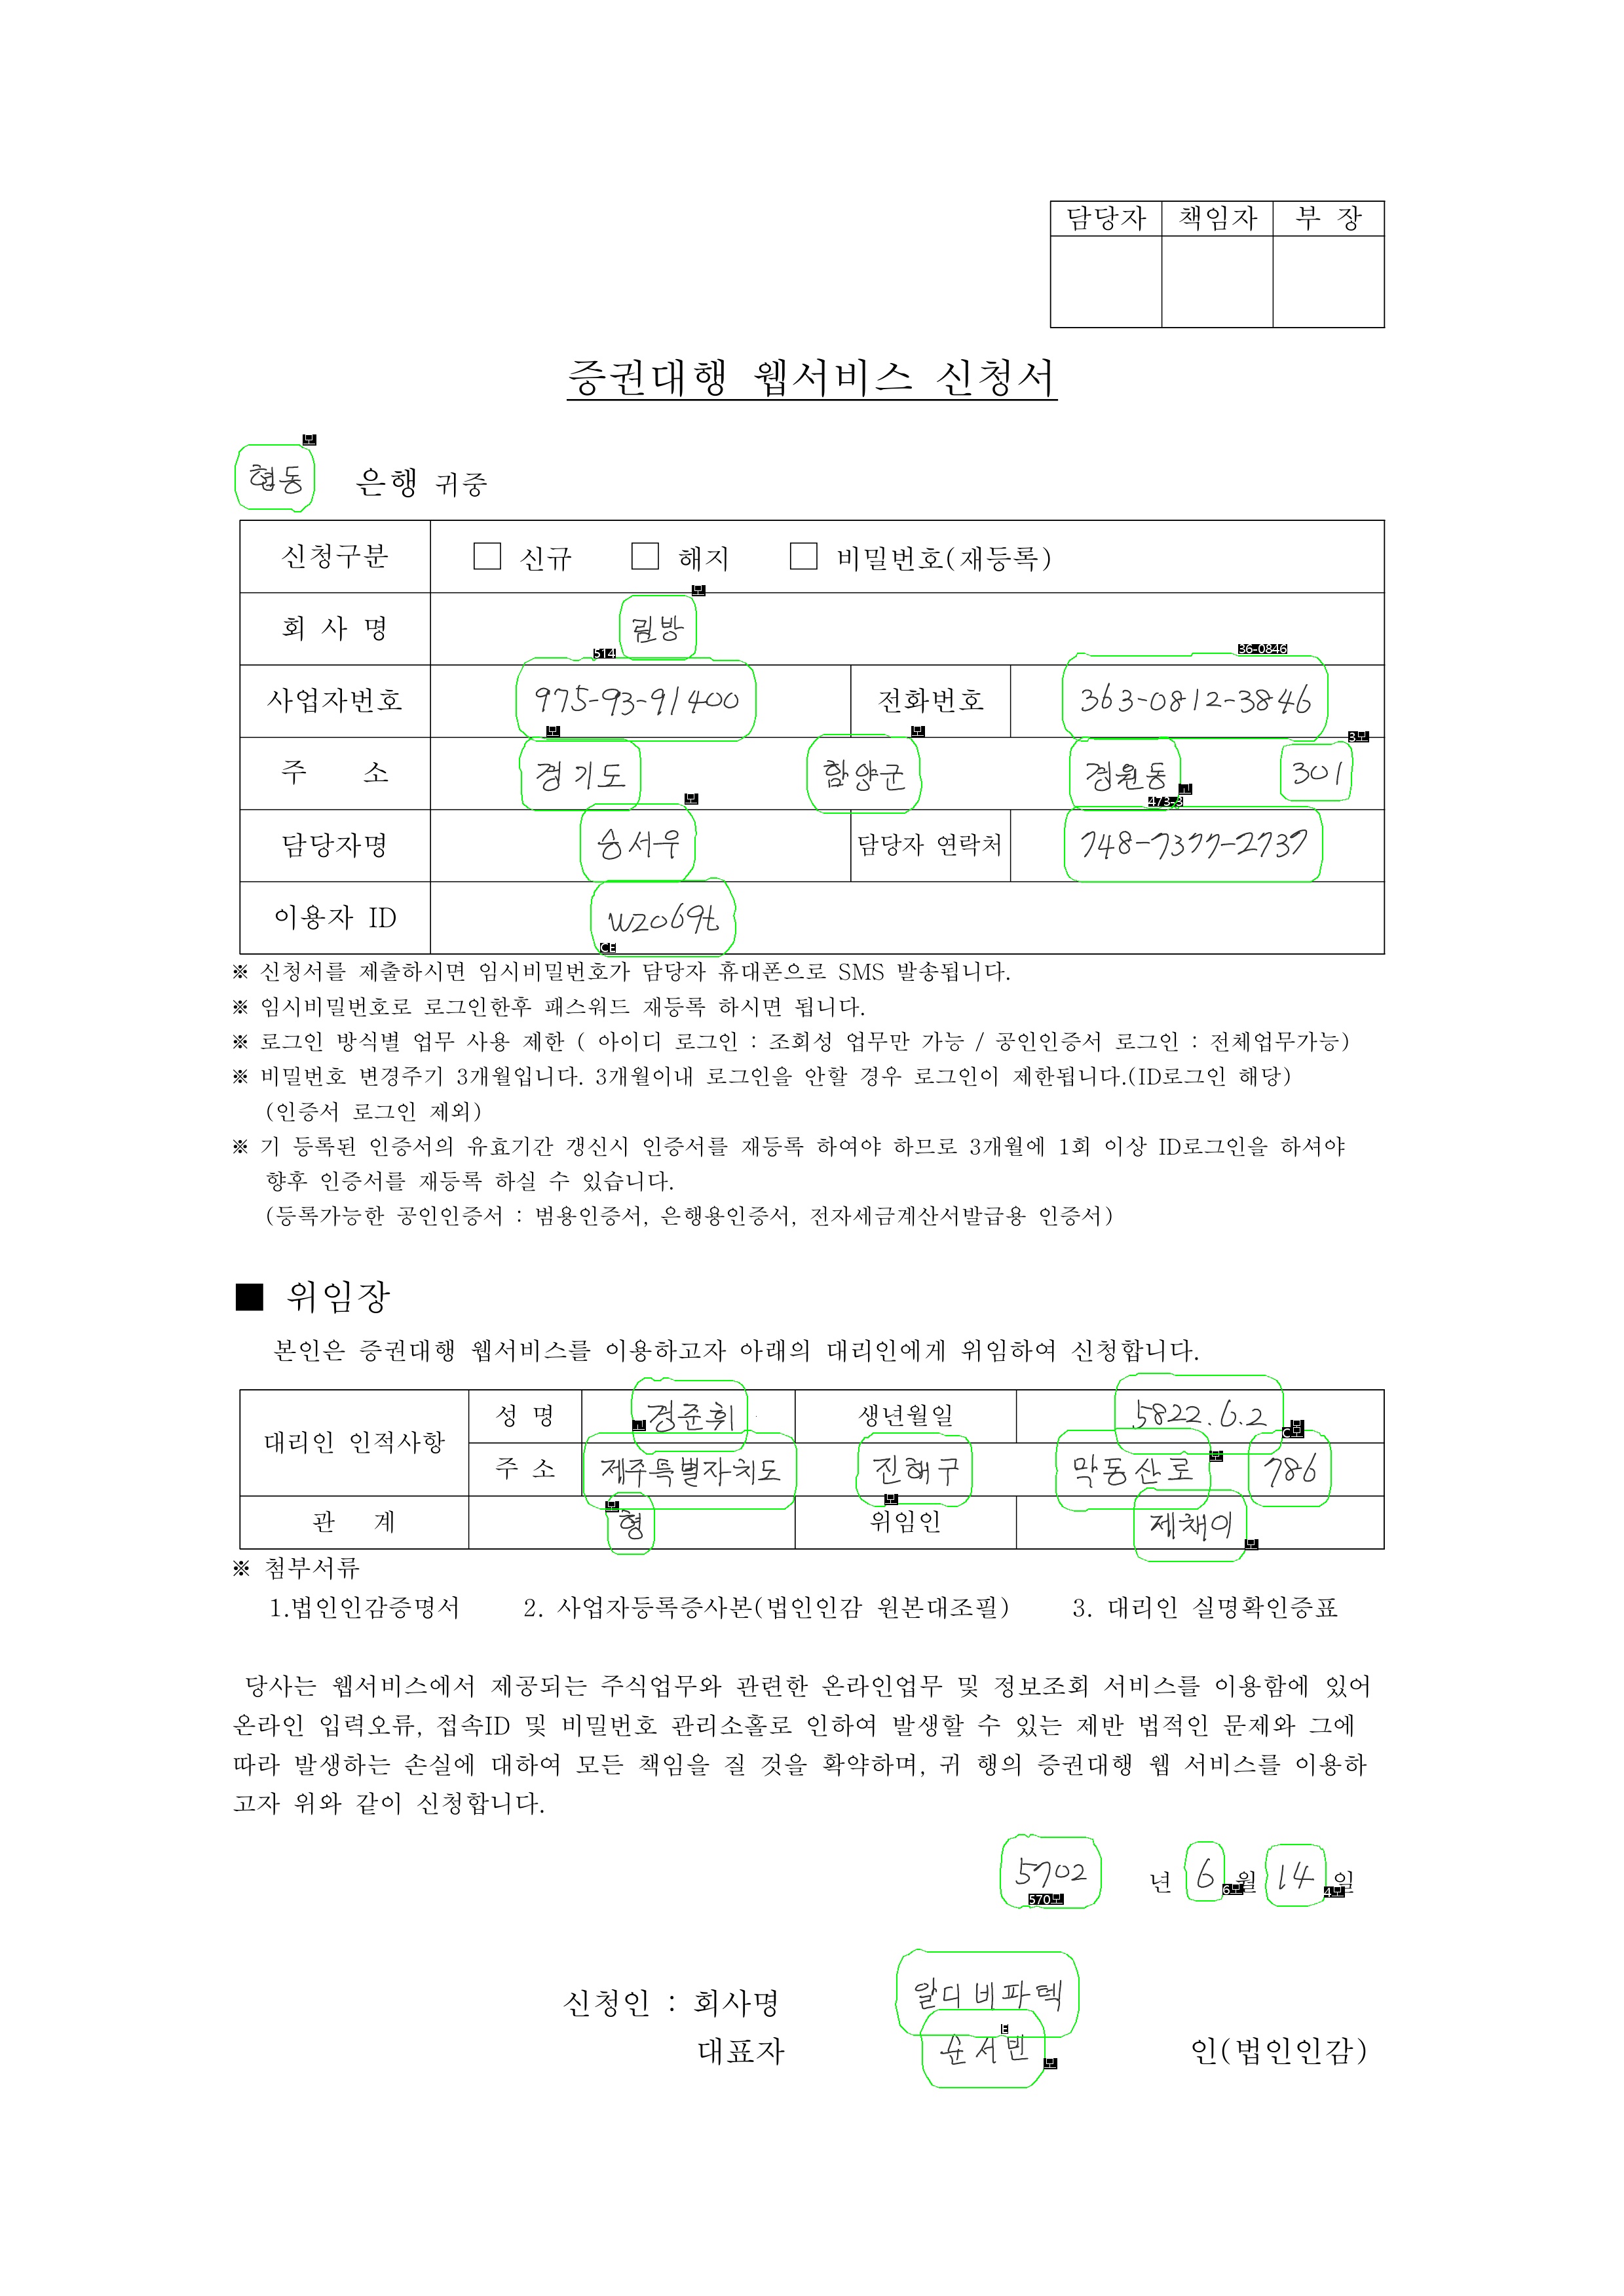 담당자 책임자 부 장
증권대행 웹서비스 신청서
협동 은행 귀중
신청구분 □ 신규 □ 해지 □ 비밀번호(재등록)
회 사 명 림방
사업자번호 975-93-91400 전화번호 363-0812-3846
주 소 경기도 함양군 경원동 301
담당자명 승서우 담당자 연락처 748-7377-2737
이용자 ID wzo69t
※ 신청서를 제출하시면 임시비밀번호가 담당자 휴대폰으로 SMS 발송됩니다.
※ 임시비밀번호로 로그인한후 패스워드 재등록 하시면 됩니다.
※ 로그인 방식별 업무 사용 제한 ( 아이디 로그인 : 조회성 업무만 가능 / 공인인증서 로그인 : 전체업무가능)
※ 비밀번호 변경주기 3개월입니다. 3개월이내 로그인을 안할 경우 로그인이 제한됩니다.(ID로그인 해당)
(인증서 로그인 제외)
※ 기 등록된 인증서의 유효기간 갱신시 인증서를 재등록 하여야 하므로 3개월에 1회 이상 ID로그인을 하셔야
향후 인증서를 재등록 하실 수 있습니다.
(등록가능한 공인인증서 : 범용인증서, 은행용인증서, 전자세금계산서발급용 인증서)
■ 위임장
본인은 증권대행 웹서비스를 이용하고자 아래의 대리인에게 위임하여 신청합니다.
대리인 인적사항 성 명 경준휘 생년월일 5822.6.2
주 소 제주특별자치도 진해구 막동산로 786
관 계 형 위임인 제채이
※ 첨부서류
1.법인인감증명서 2. 사업자등록증사본(법인인감 원본대조필) 3. 대리인 실명확인증표
당사는 웹서비스에서 제공되는 주식업무와 관련한 온라인업무 및 정보조회 서비스를 이용함에 있어
온라인 입력오류, 접속ID 및 비밀번호 관리소홀로 인하여 발생할 수 있는 제반 법적인 문제와 그에
따라 발생하는 손실에 대하여 모든 책임을 질 것을 확약하며, 귀 행의 증권대행 웹 서비스를 이용하
고자 위와 같이 신청합니다.
5702 년 6 월 14 일
신청인 : 회사명 알디비파텍
대표자 순서빈 인(법인인감)